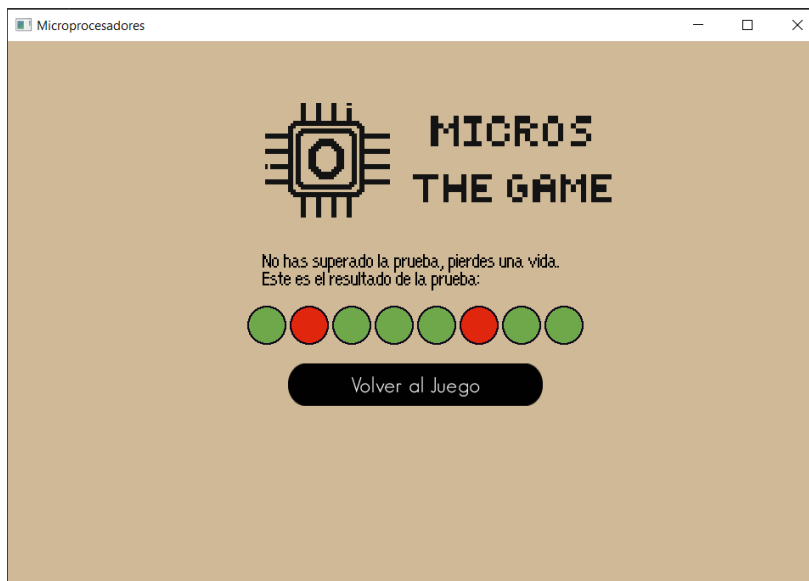 Microprocesadores
MICROS
THE GAME
No has superado la prueba, pierdes una vida.
Este es el resultado de la prueba:
Volver al Juego